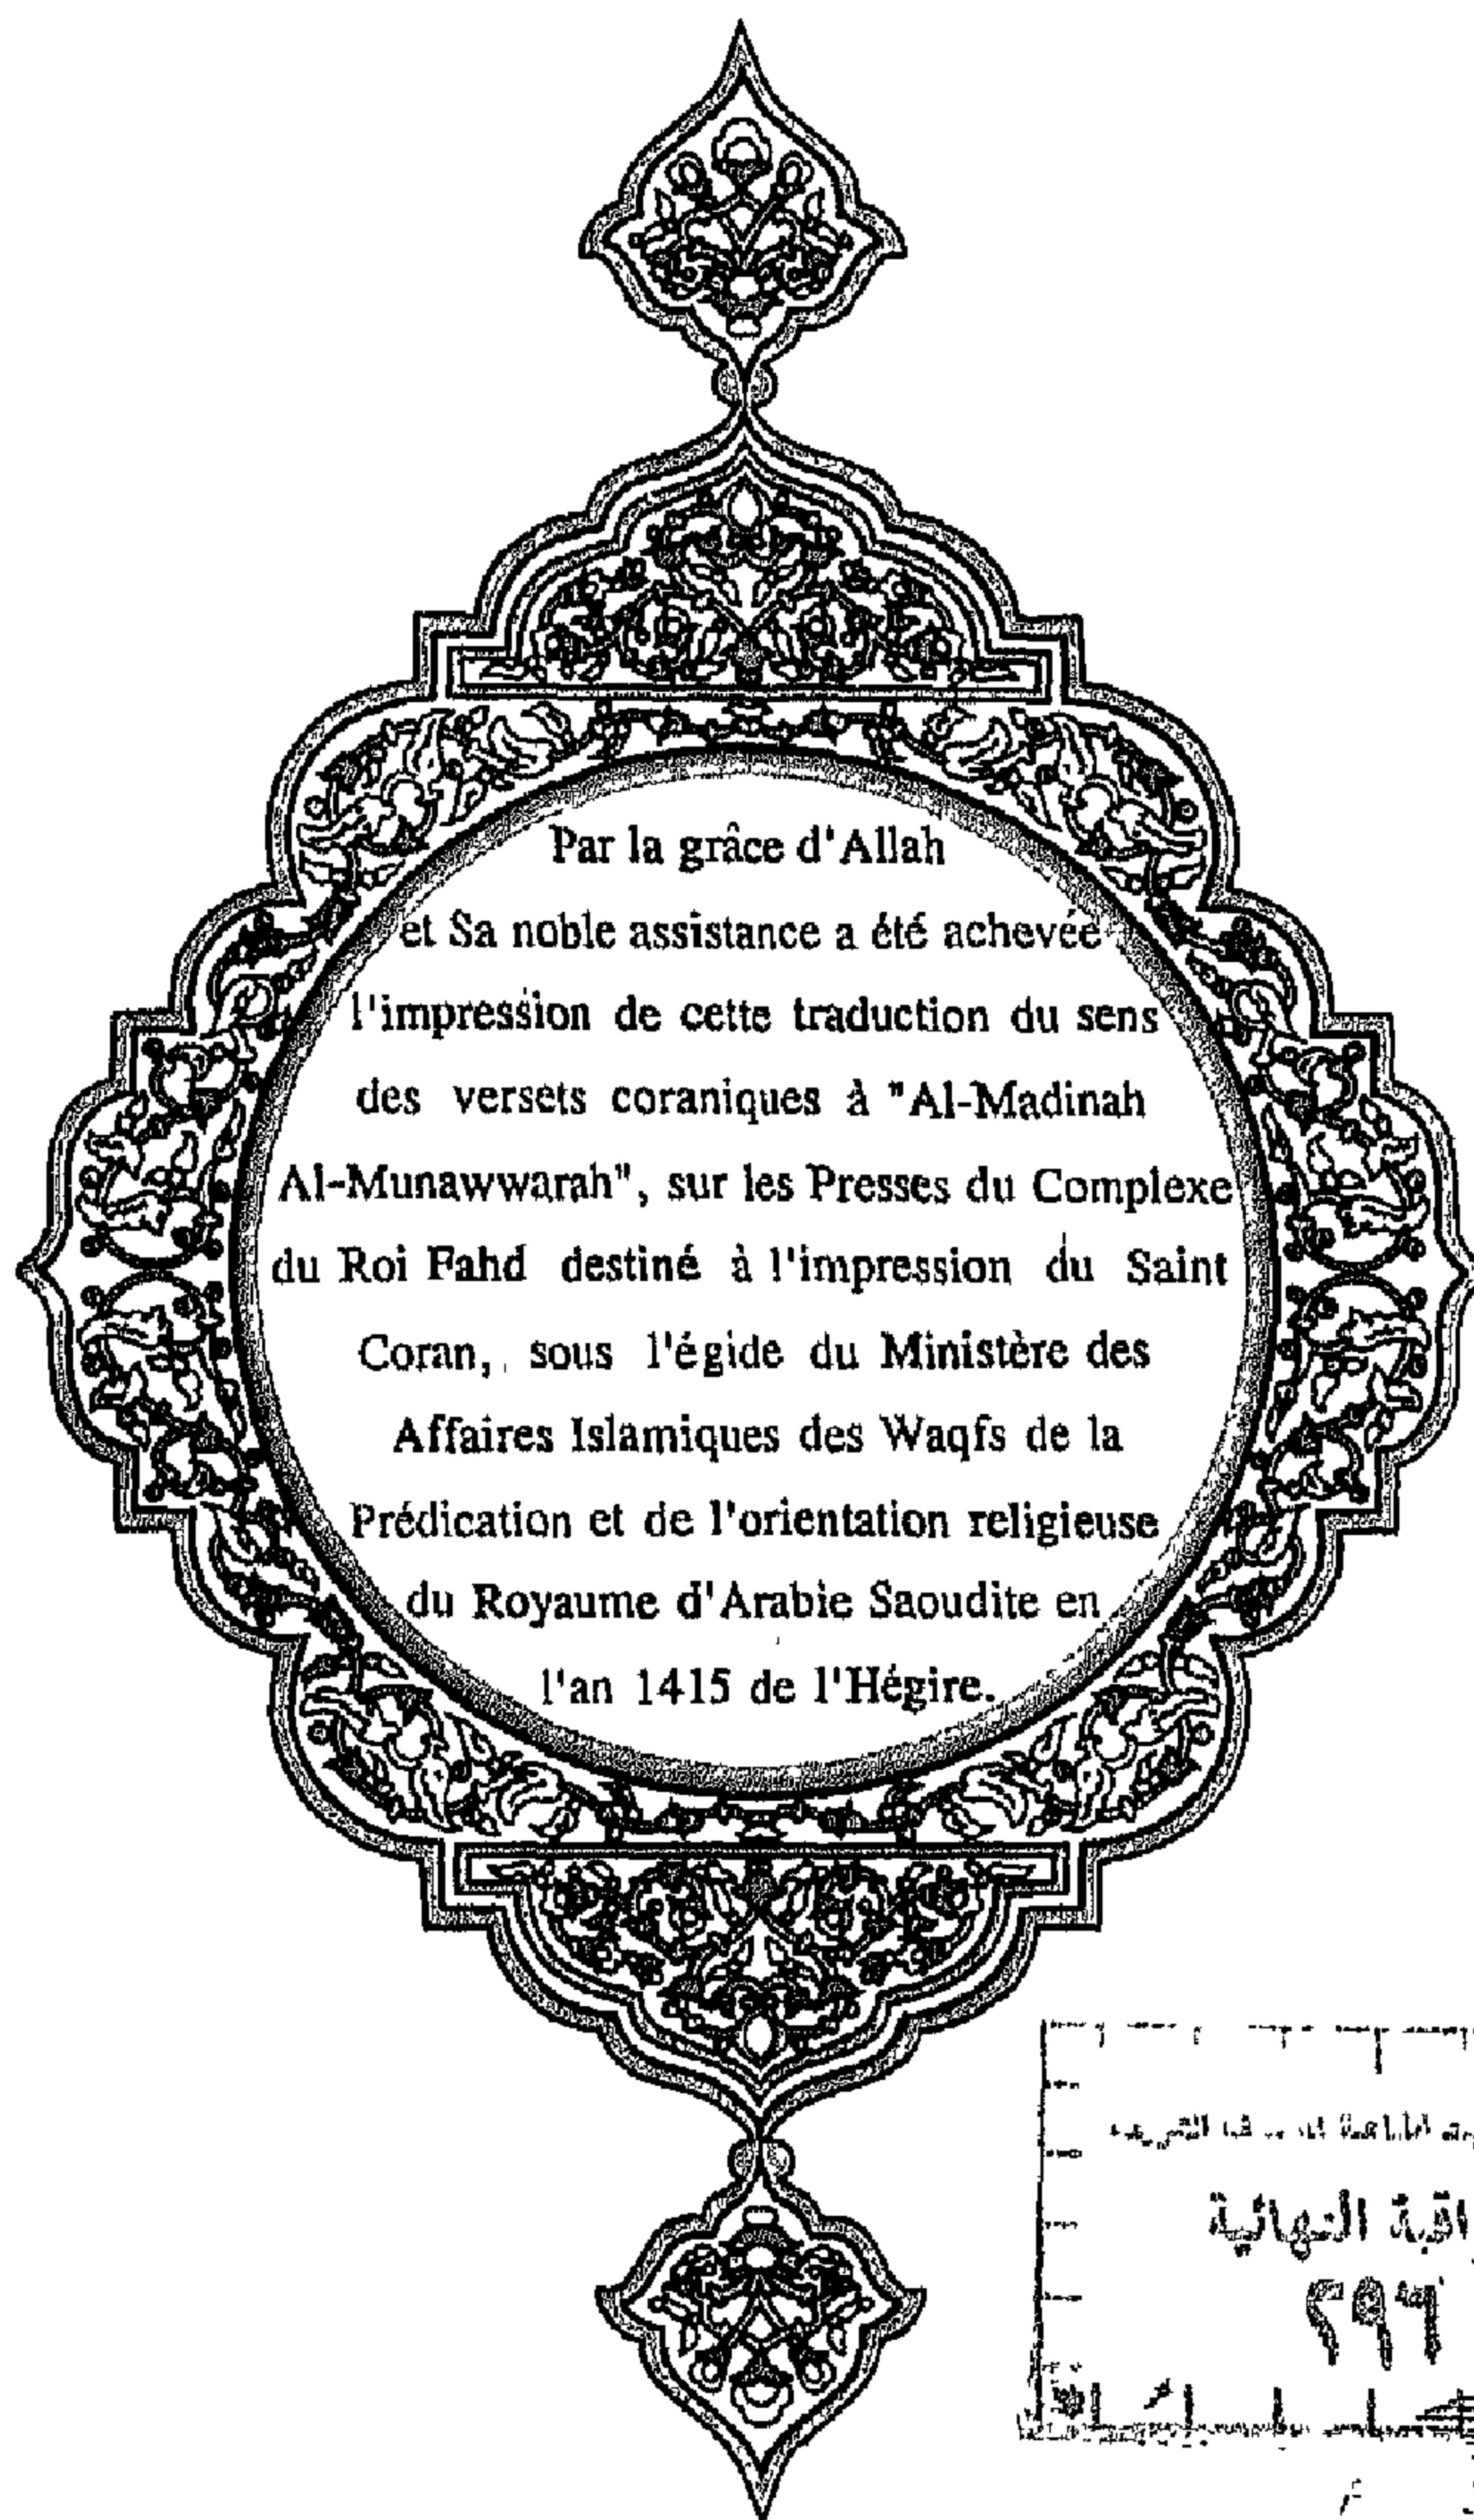 Par la grâce d'Allah
et Sa noble assistance a été achevée
l'impression de cette traduction du sens
des versets coraniques à "Al-Madinah
Al-Munawwarah", sur les Presses du Complexe
du Roi Fahd destiné à l'impression du Saint
Coran, sous l'égide du Ministère des
Affaires Islamiques des Waqfs de la
Prédication et de l'orientation religieuse
du Royaume d'Arabie Saoudite en
l'an 1415 de l'Hégire.
النهائية
٢٩٦